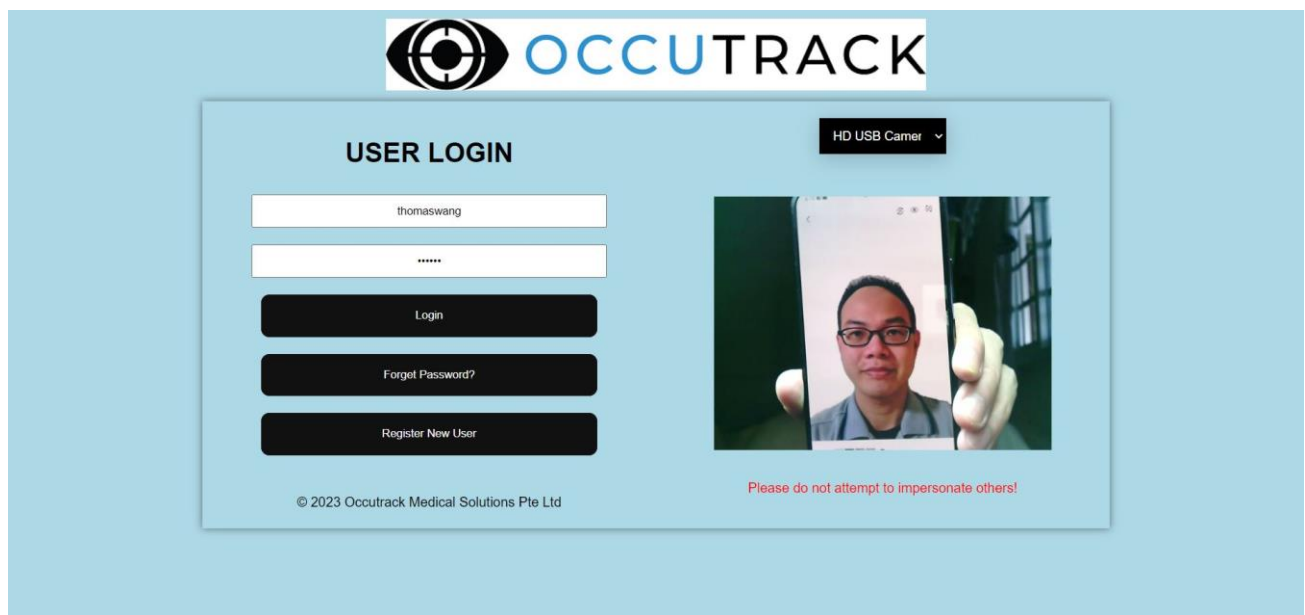 OCCUTRACK
USER LOGIN
thomaswang
••••••
Login
Forget Password?
Register New User
© 2023 Occutrack Medical Solutions Pte Ltd
HD USB Camer
Please do not attempt to impersonate others!